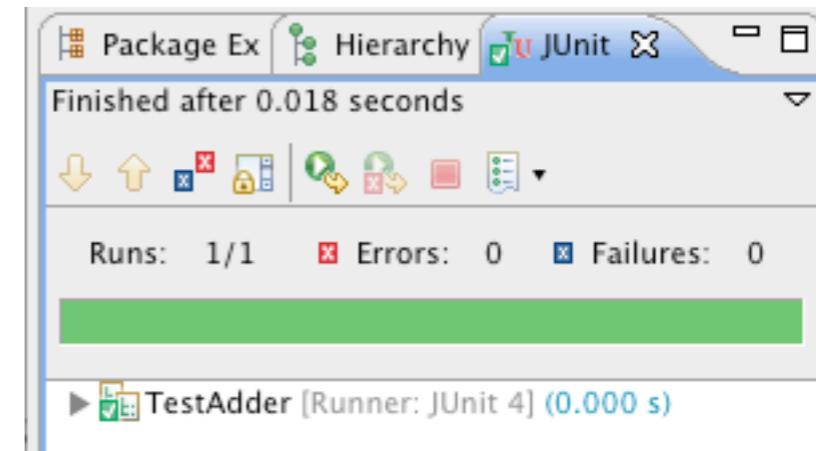 Package Ex Hierarchy JUnit
Finished after 0.018 seconds
Runs: 1/1 Errors: 0 Failures: 0
TestAdder [Runner: JUnit 4] (0.000 s)